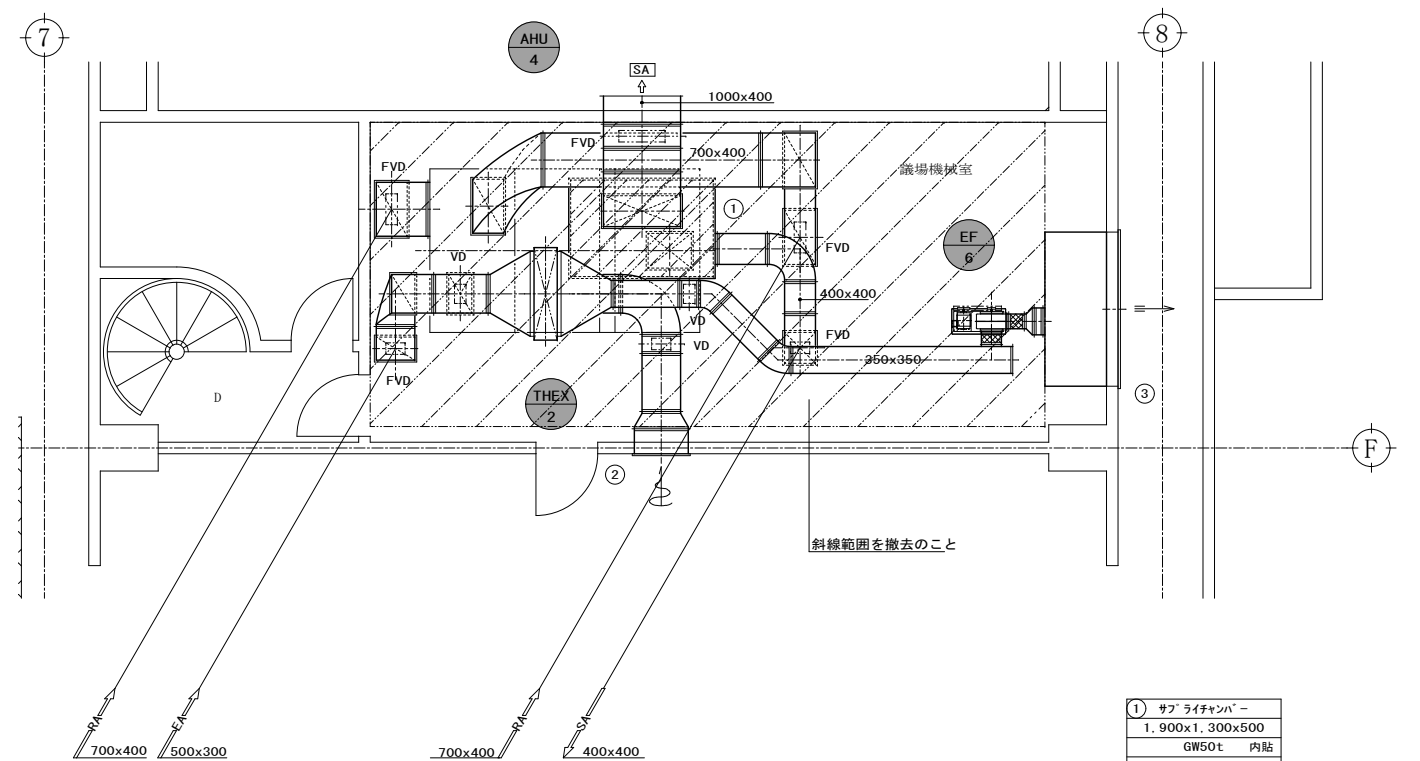 7
AHU
4
SA
8
1000x400
FVD
700x400
議場機械室
FVD
①
EF
6
VD
FVD
400x400
VD
FVD
VD
350x350
FVD
THEX
2
D
③
F
②
斜線範囲を撤去のこと
RA
700x400
EA
500x300
RA
700x400
SA
400x400
① サプライチャンバー
1,900x1,300x500
GW50t 内貼